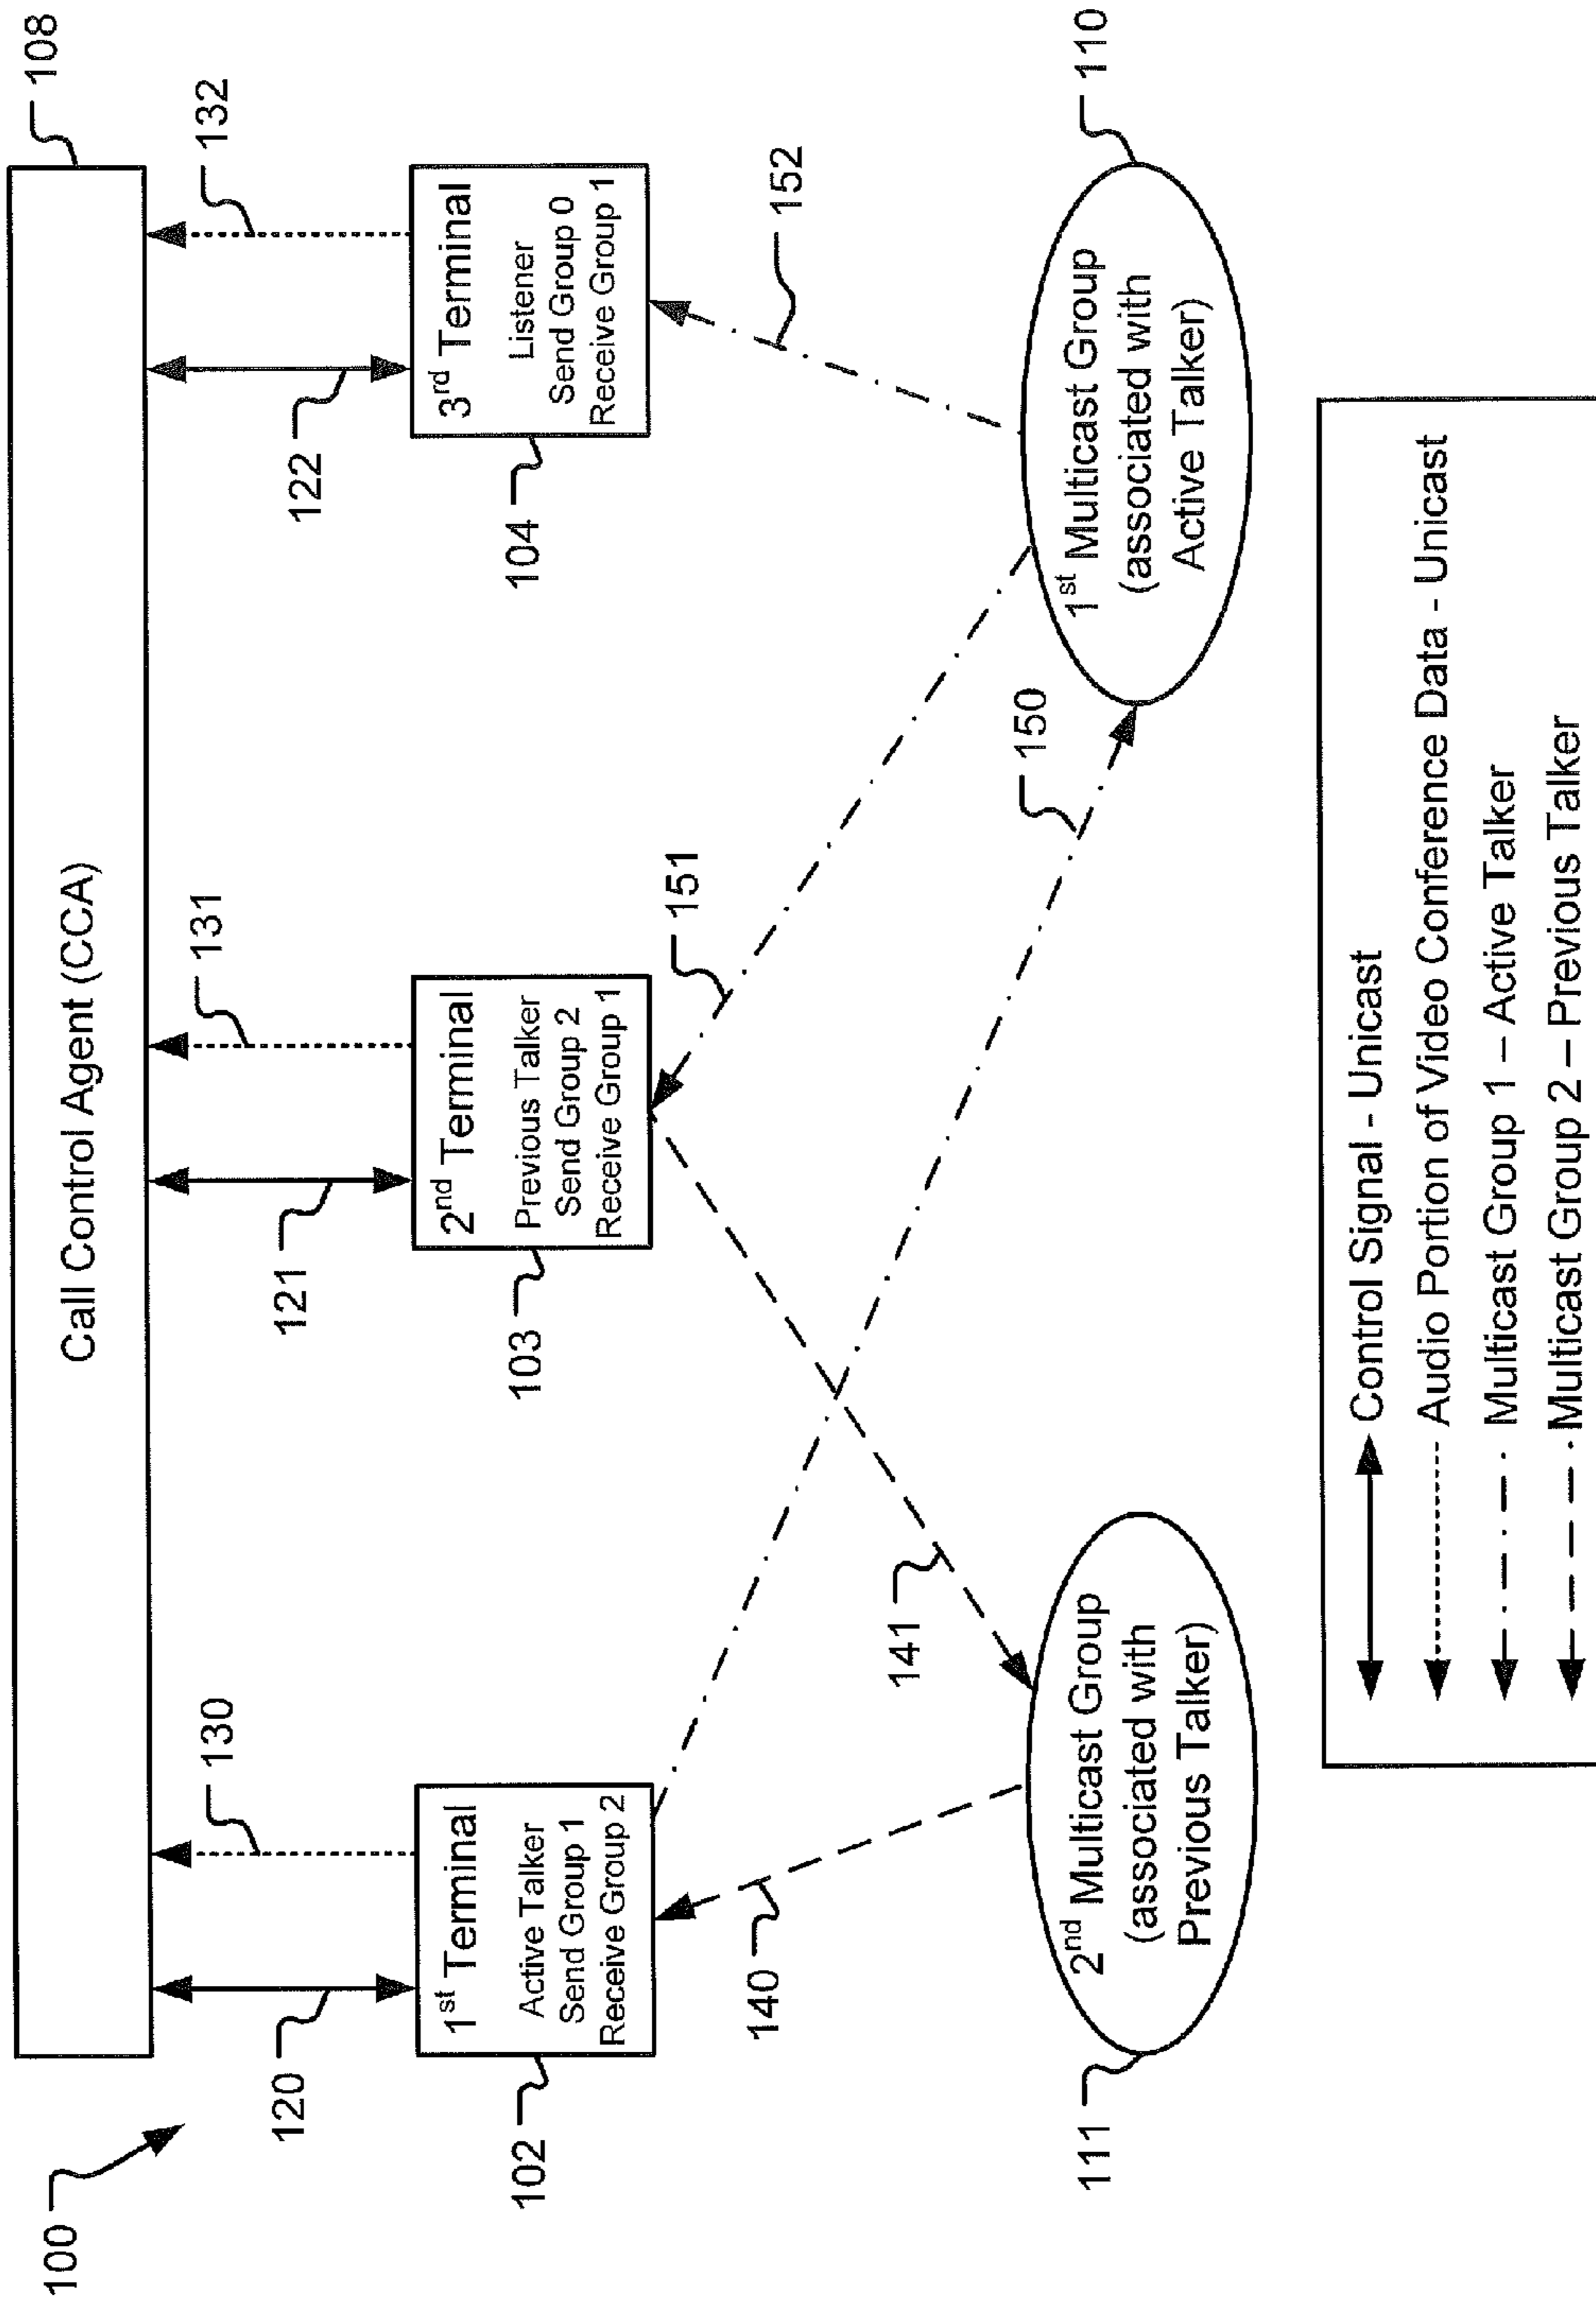 100
Call Control Agent (CCA)
108
120
130
121
131
122
132
1st Terminal
Active Talker
Send Group 1
Receive Group 2
102
2nd Terminal
Previous Talker
Send Group 2
Receive Group 1
103
3rd Terminal
Listener
Send Group 0
Receive Group 1
104
140
141
151
150
152
2nd Multicast Group
(associated with
Previous Talker)
111
1st Multicast Group
(associated with
Active Talker)
110
Control Signal - Unicast
Audio Portion of Video Conference Data - Unicast
Multicast Group 1 – Active Talker
Multicast Group 2 – Previous Talker